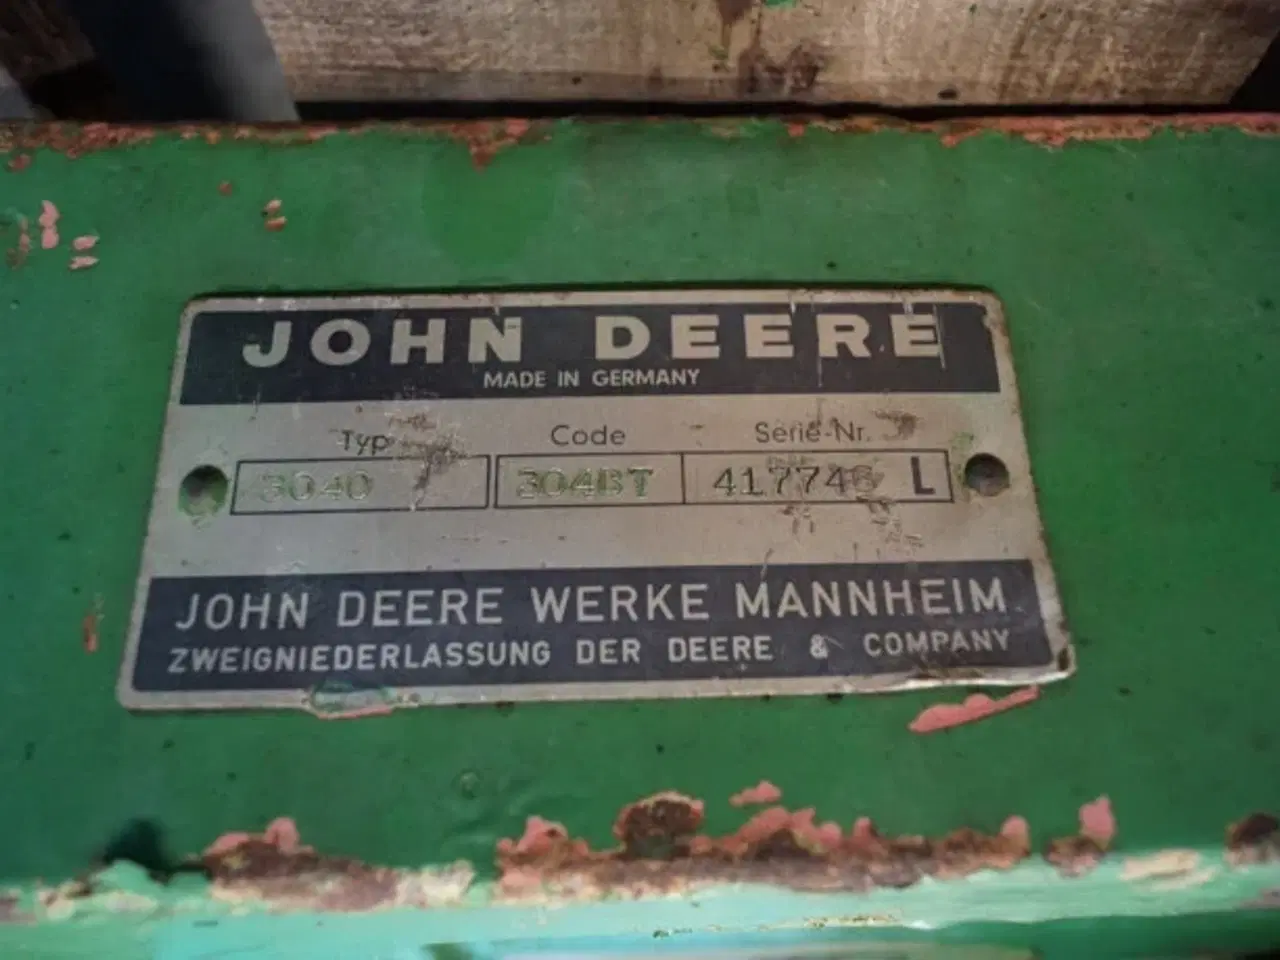 JOHN DEERE
MADE IN GERMANY
Typ Code Serie-Nr.
3040 304BT L
JOHN DEERE WERKE MANNHEIM
ZWEIGNIEDERLASSUNG DER DEERE & COMPANY